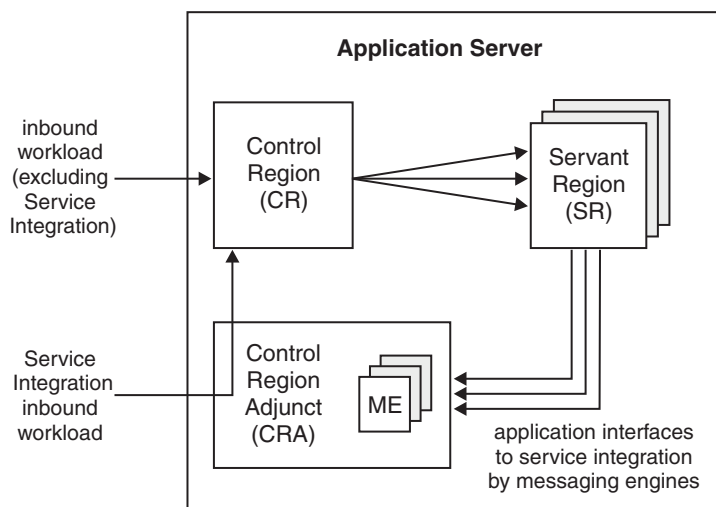 Application Server
inbound
workload
(excluding
Service
Integration)
Control
Region
(CR)
Servant
Region
(SR)
Service
Integration
inbound
workload
Control
Region
Adjunct
(CRA)
ME
application interfaces
to service integration
by messaging engines